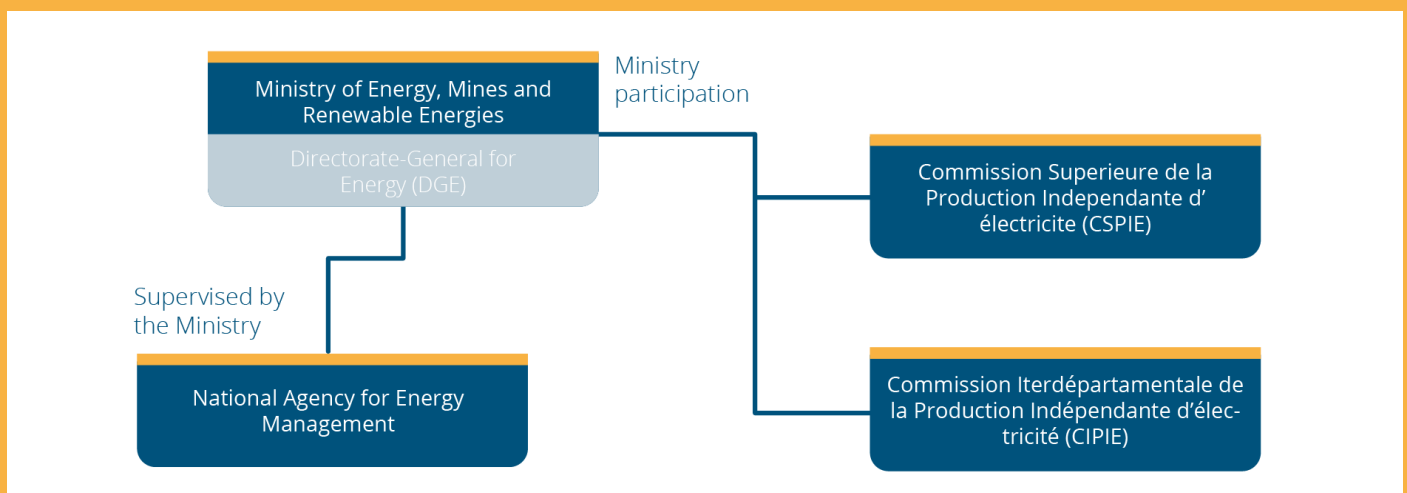 Ministry of Energy, Mines and
Renewable Energies
Directorate-General for
Energy (DGE)
Ministry
participation
Commission Superieure de la
Production Independante d’
électricite (CSPIE)
Supervised by
the Ministry
National Agency for Energy
Management
Commission Iterdépartamentale de
la Production Indépendante d’élec-
tricité (CIPIE)